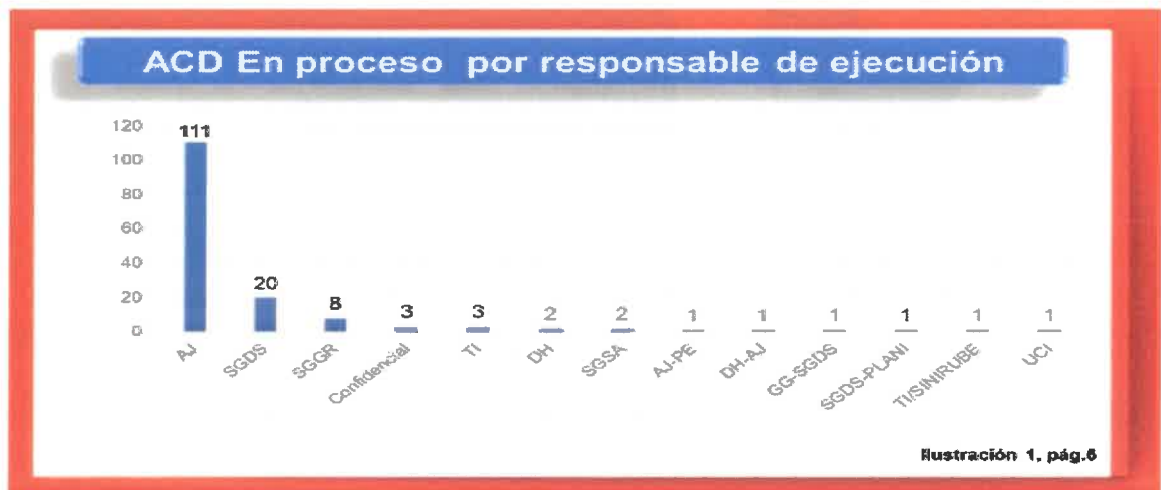 ACD En proceso por responsable de ejecución
120
100
80
60
40
20
0
111
20
8
3
3
2
2
1
1
1
1
1
1
AJ
SGDS
SGGR
Confidencial
TI
DH
SGSA
AJ-PE
DH-AJ
GG-SGDS
SGDS-PLANI
TI/SINIRUBE
UCI
Ilustración 1, pág.6